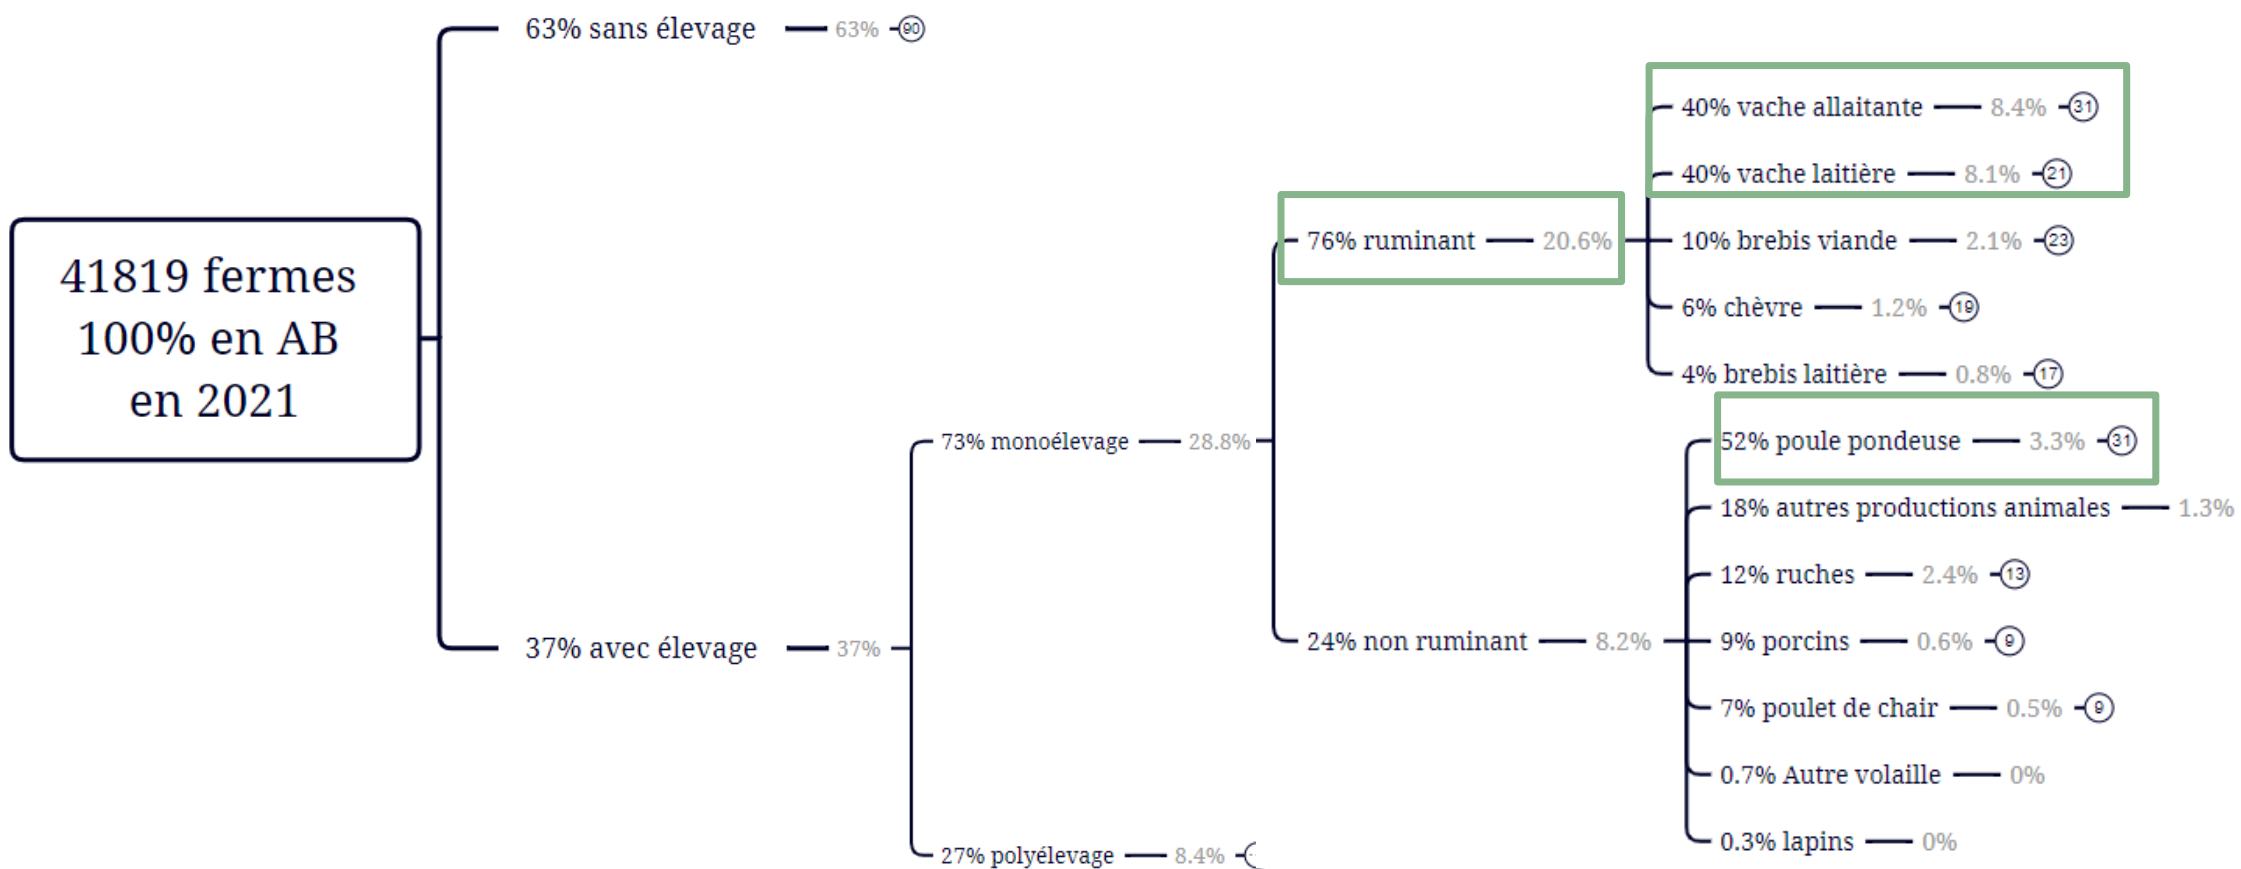 63% sans élevage 63% 90
40% vache allaitante 8.4% 31
40% vache laitière 8.1% 21
76% ruminant 20.6%
10% brebis viande 2.1% 23
41819 fermes
100% en AB
en 2021
6% chèvre 1.2% 19
4% brebis laitière 0.8% 17
73% monoélevage 28.8%
52% poule pondeuse 3.3% 31
18% autres productions animales 1.3%
12% ruches 2.4% 13
37% avec élevage 37%
24% non ruminant 8.2%
9% porcins 0.6% 9
7% poulet de chair 0.5% 9
0.7% Autre volaille 0%
27% polyélevage 8.4%
0.3% lapins 0%